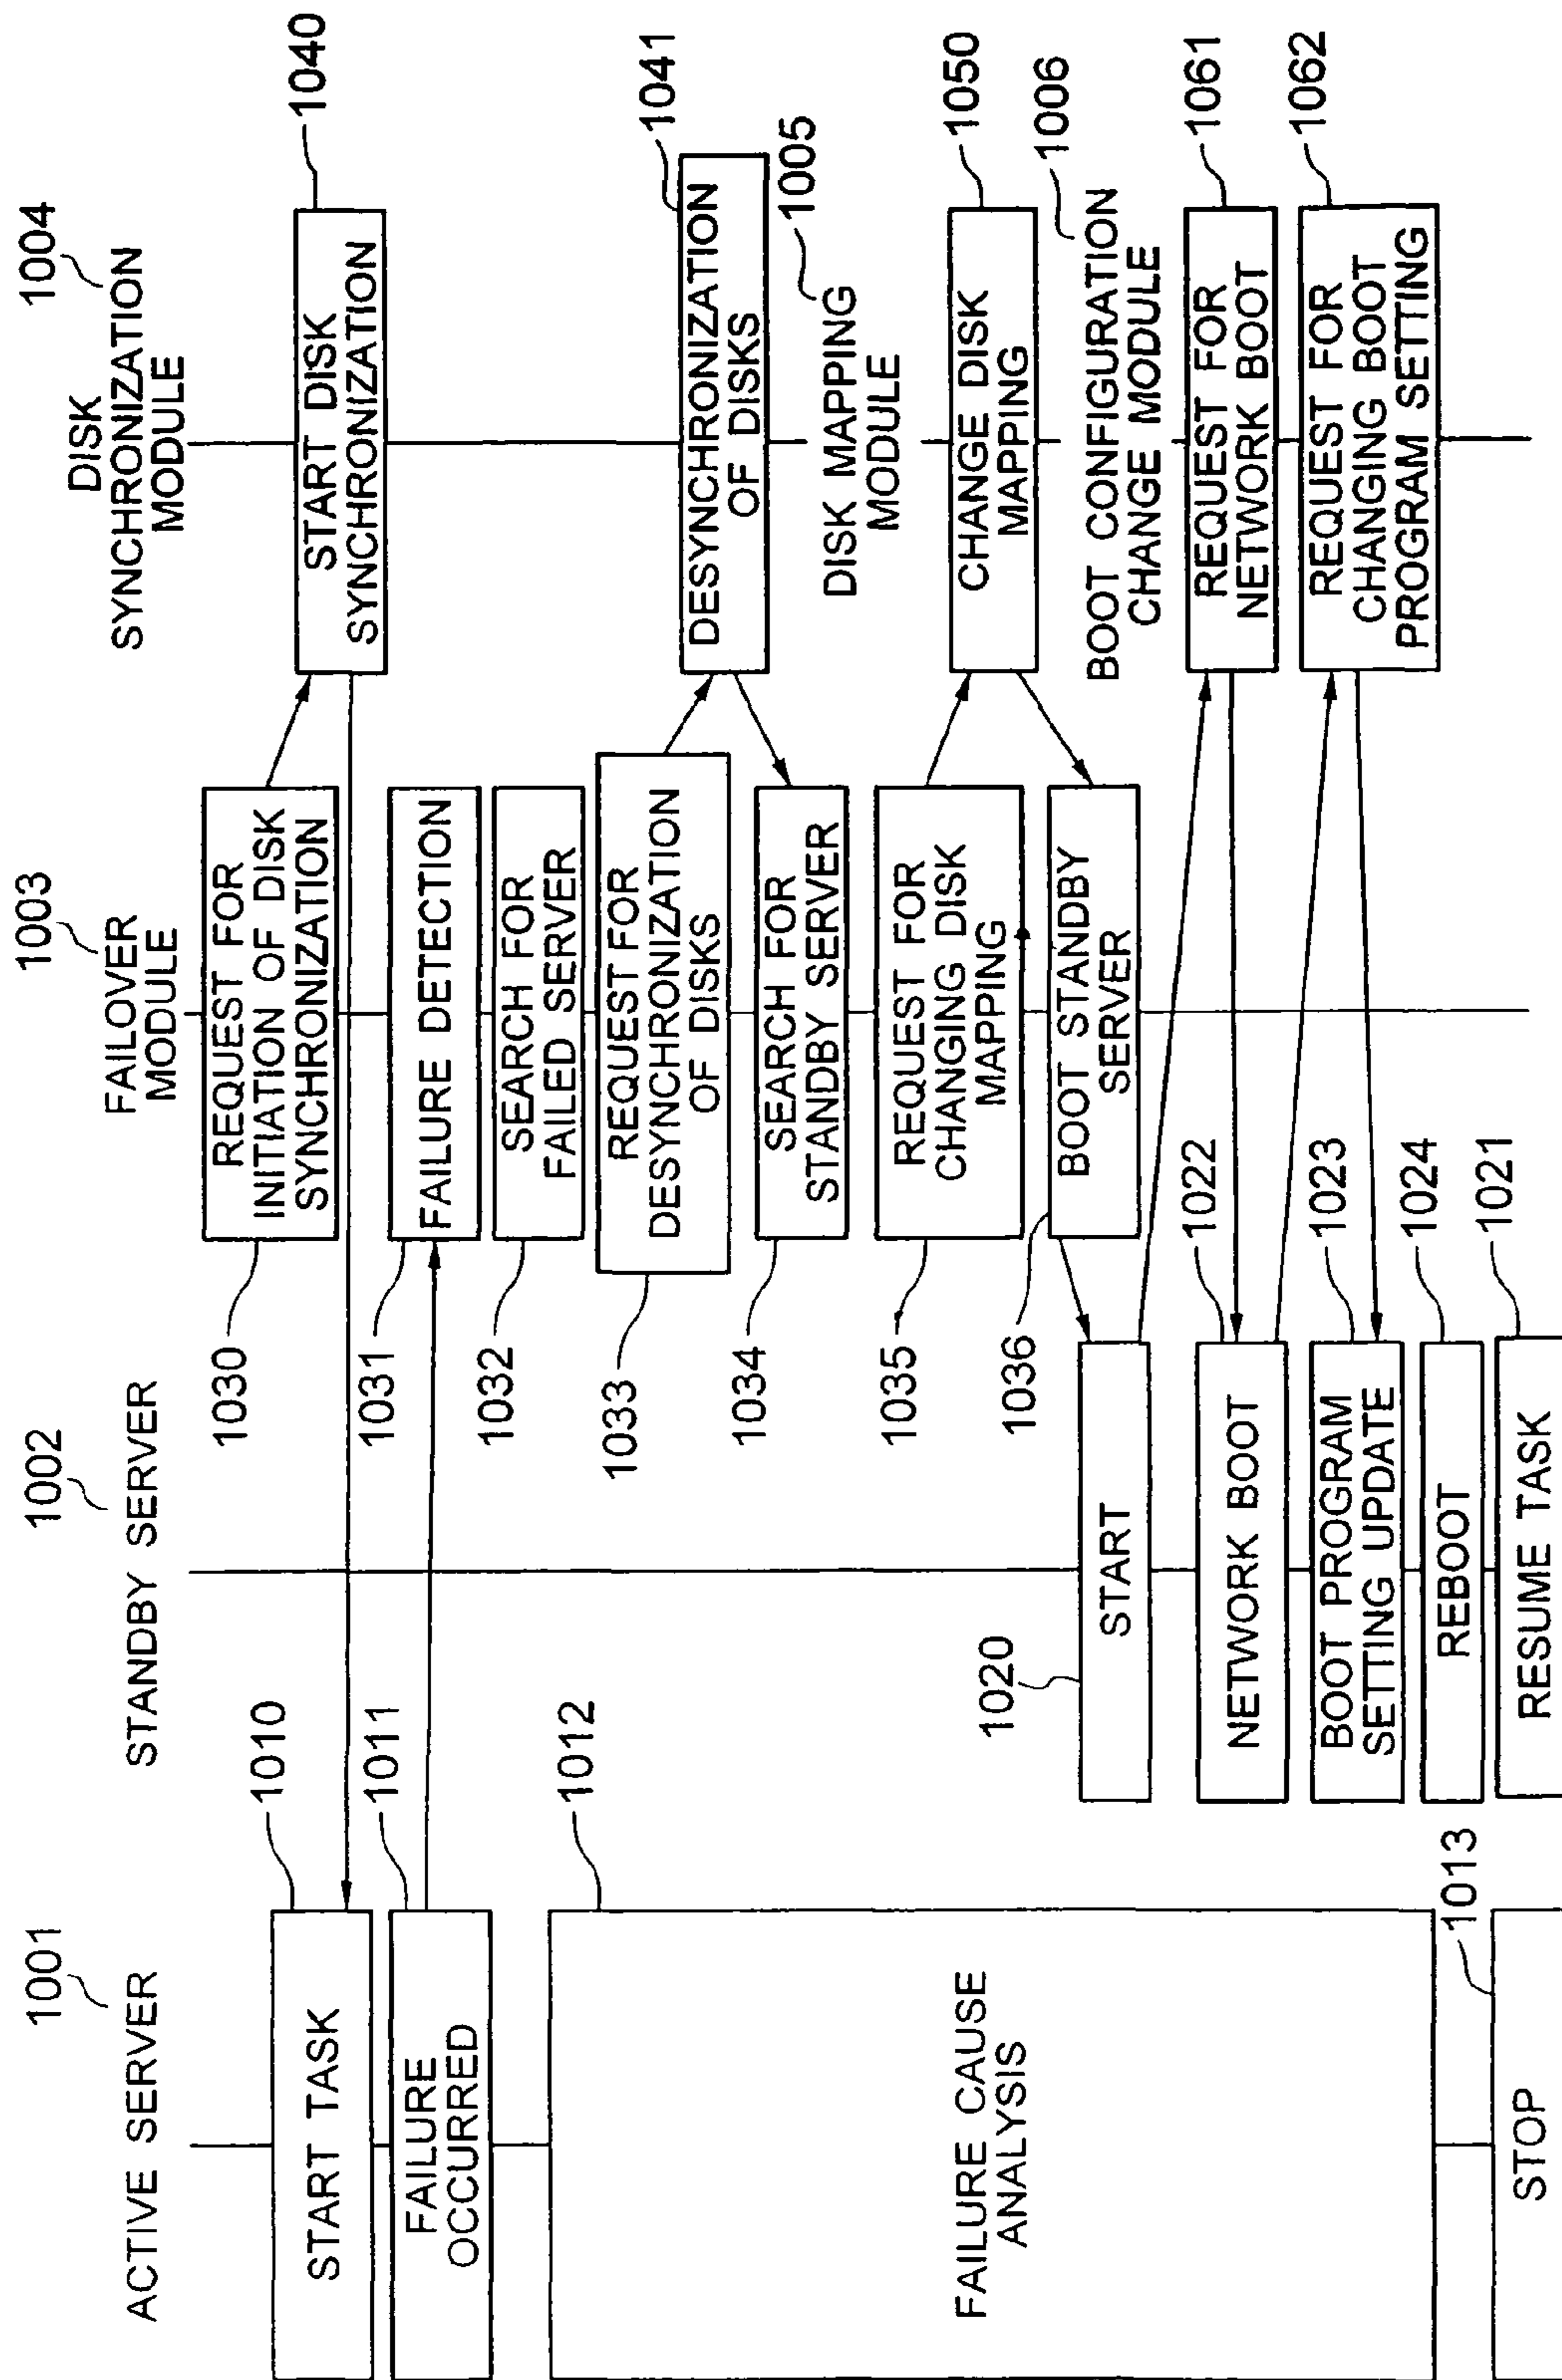 1001
ACTIVE SERVER
1010
START TASK
1011
FAILURE
OCCURRED
1012
FAILURE CAUSE
ANALYSIS
1013
STOP
1002
STANDBY SERVER
1020
START
1022
NETWORK BOOT
1023
BOOT PROGRAM
SETTING UPDATE
1024
REBOOT
1021
RESUME TASK
1003
FAILOVER
MODULE
1030
REQUEST FOR
INITIATION OF DISK
SYNCHRONIZATION
1031
FAILURE DETECTION
1032
SEARCH FOR
FAILED SERVER
1033
REQUEST FOR
DESYNCHRONIZATION
OF DISKS
1034
SEARCH FOR
STANDBY SERVER
1035
REQUEST FOR
CHANGING DISK
MAPPING
1036
BOOT STANDBY
SERVER
1004
DISK
SYNCHRONIZATION
MODULE
1040
START DISK
SYNCHRONIZATION
1041
DESYNCHRONIZATION
OF DISKS
1005
DISK MAPPING
MODULE
1050
CHANGE DISK
MAPPING
1006
BOOT CONFIGURATION
CHANGE MODULE
1061
REQUEST FOR
NETWORK BOOT
1062
REQUEST FOR
CHANGING BOOT
PROGRAM SETTING